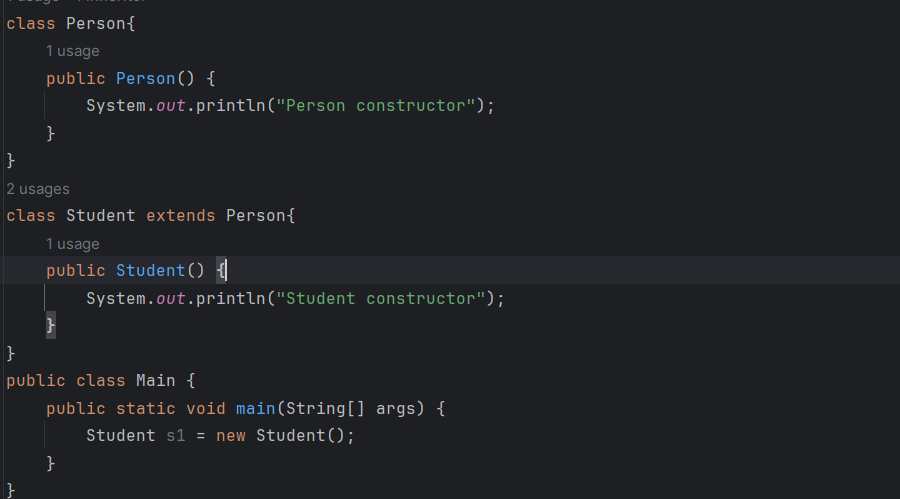 class Person{
1 usage
public Person() {
System.out.println("Person constructor");
}
}
2 usages
class Student extends Person{
1 usage
public Student() {
System.out.println("Student constructor");
}
}
public class Main {
public static void main(String[] args) {
Student s1 = new Student();
}
}